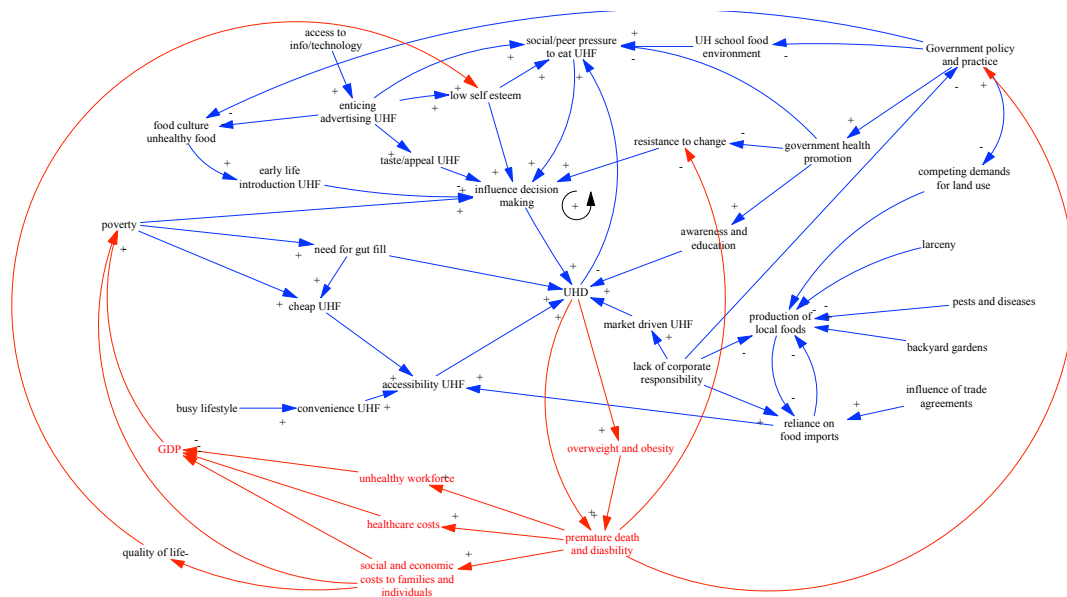 access to
info/technology
social/peer pressure
to eat UHF
UH school food
environment
Government policy
and practice
enticing
advertising UHF
low self esteem
food culture
unhealthy food
taste/appeal UHF
resistance to change
government health
promotion
early life
introduction UHF
influence decision
making
competing demands
for land use
poverty
awareness and
education
need for gut fill
larceny
UHD
cheap UHF
market driven UHF
production of
local foods
pests and diseases
backyard gardens
lack of corporate
responsibility
accessibility UHF
busy lifestyle
convenience UHF
influence of trade
agreements
reliance on
food imports
GDP
overweight and obesity
unhealthy workforce
healthcare costs
premature death
and diasbility
quality of life
social and economic
costs to families and
individuals